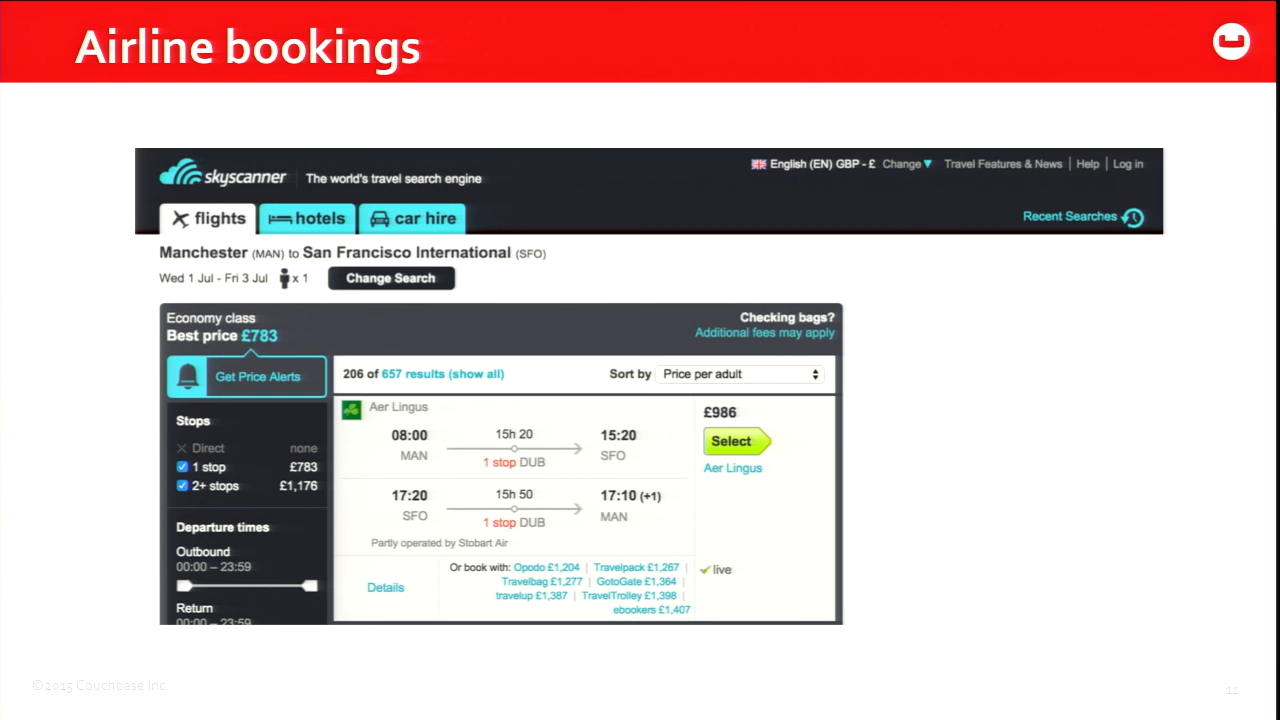 Airline bookings
skyscanner The world's travel search engine
English (EN) GBP - £ Change Travel Features & News | Help | Log in
flights hotels car hire
Recent Searches
Manchester (MAN) to San Francisco International (SFO)
Wed 1 Jul - Fri 3 Jul x 1 Change Search
Economy class
Best price £783
Checking bags?
Additional fees may apply
Get Price Alerts
206 of 657 results (show all) Sort by Price per adult
Stops
Direct none
1 stop £783
2+ stops £1,176
Departure times
Outbound
00:00 – 23:59
Return
00:00 – 23:59
Aer Lingus
08:00 15h 20 15:20
MAN 1 stop DUB SFO
17:20 15h 50 17:10 (+1)
SFO 1 stop DUB MAN
Partly operated by Stobart Air
£986
Select
Aer Lingus
Details
Or book with: Opodo £1,204 | Travelpack £1,267 |
Travelbag £1,277 | GotoGate £1,364 |
travelup £1,387 | TravelTrolley £1,398 |
ebookers £1,407
live
©2015 Couchbase Inc.
11